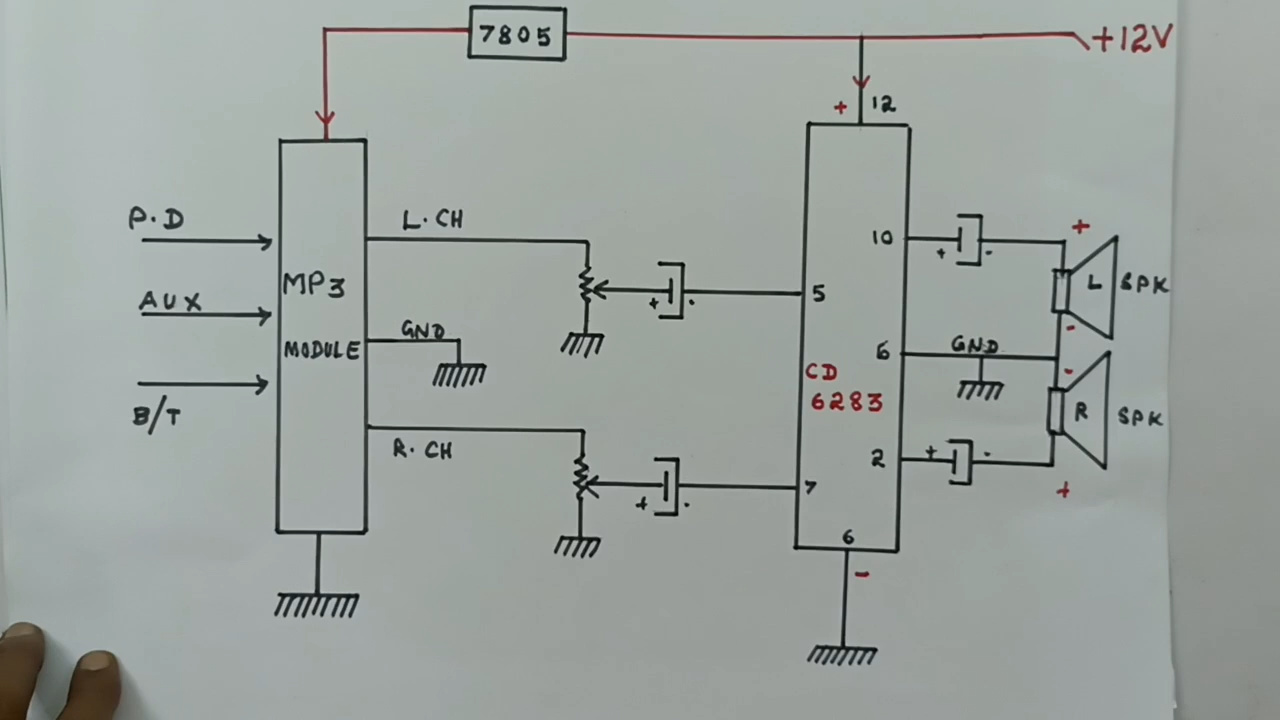 7805
+12V
+ 12
P.D
L.CH
10
+ -
+
MP3
L SPK
AUX
+ -
5
-
GND
MODULE
6
GND
CD
6283
-
R SPK
B/T
R.CH
2
+ -
+
+ -
7
6
-